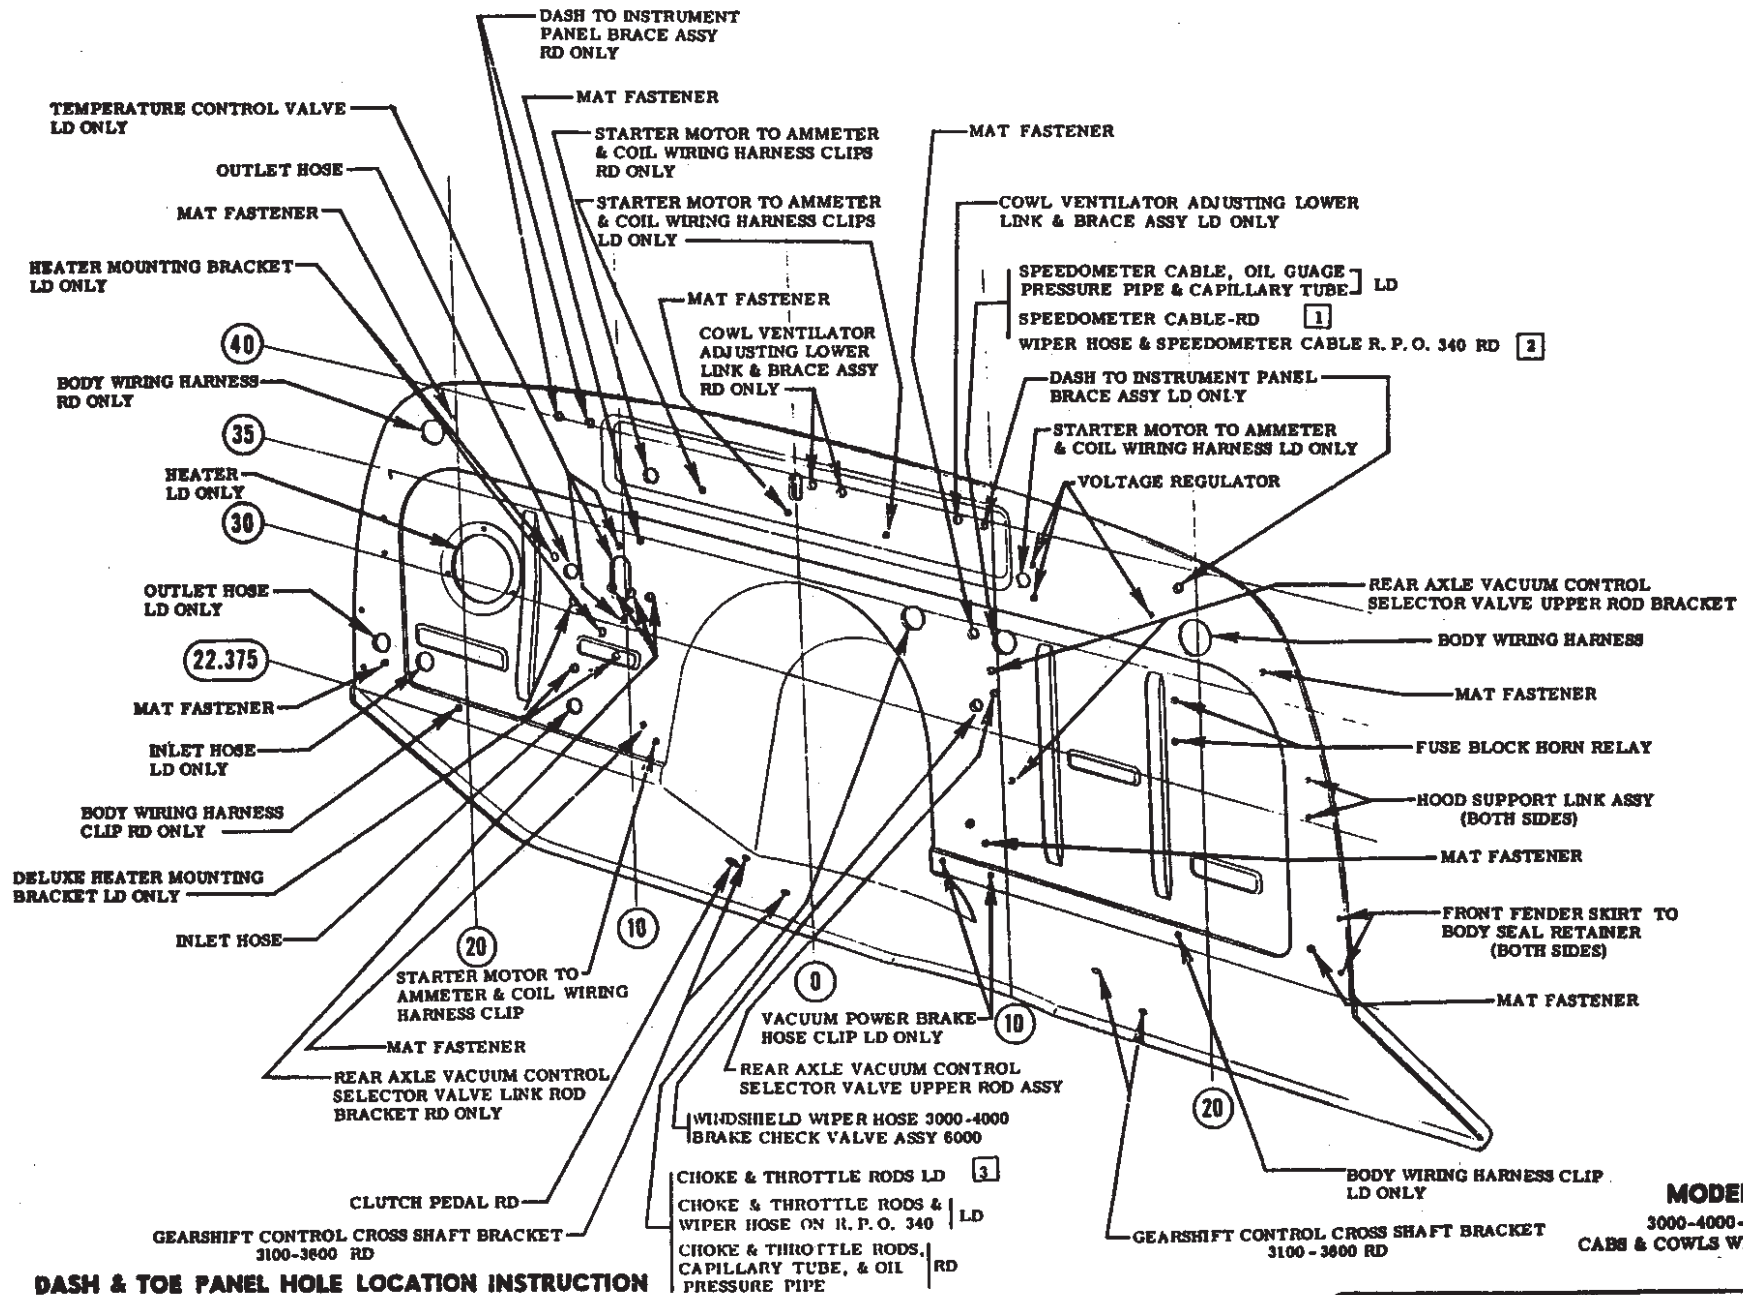 DASH TO INSTRUMENT
PANEL BRACE ASSY
RD ONLY
MAT FASTENER
TEMPERATURE CONTROL VALVE
LD ONLY
STARTER MOTOR TO AMMETER
& COIL WIRING HARNESS CLIPS
RD ONLY
MAT FASTENER
OUTLET HOSE
MAT FASTENER
STARTER MOTOR TO AMMETER
& COIL WIRING HARNESS CLIPS
LD ONLY
COWL VENTILATOR ADJUSTING LOWER
LINK & BRACE ASSY LD ONLY
HEATER MOUNTING BRACKET
LD ONLY
SPEEDOMETER CABLE, OIL GUAGE
PRESSURE PIPE & CAPILLARY TUBE
LD
SPEEDOMETER CABLE-RD 1
WIPER HOSE & SPEEDOMETER CABLE R. P. O. 340 RD 2
MAT FASTENER
COWL VENTILATOR
ADJUSTING LOWER
LINK & BRACE ASSY
RD ONLY
40
BODY WIRING HARNESS
RD ONLY
DASH TO INSTRUMENT PANEL
BRACE ASSY LD ONLY
35
STARTER MOTOR TO AMMETER
& COIL WIRING HARNESS LD ONLY
HEATER
LD ONLY
VOLTAGE REGULATOR
30
OUTLET HOSE
LD ONLY
REAR AXLE VACUUM CONTROL
SELECTOR VALVE UPPER ROD BRACKET
BODY WIRING HARNESS
22.375
MAT FASTENER
MAT FASTENER
INLET HOSE
LD ONLY
FUSE BLOCK HORN RELAY
BODY WIRING HARNESS
CLIP RD ONLY
HOOD SUPPORT LINK ASSY
(BOTH SIDES)
MAT FASTENER
DELUXE HEATER MOUNTING
BRACKET LD ONLY
FRONT FENDER SKIRT TO
BODY SEAL RETAINER
(BOTH SIDES)
INLET HOSE
20
10
0
10
20
STARTER MOTOR TO
AMMETER & COIL WIRING
HARNESS CLIP
MAT FASTENER
VACUUM POWER BRAKE
HOSE CLIP LD ONLY
MAT FASTENER
REAR AXLE VACUUM CONTROL
SELECTOR VALVE LINK ROD
BRACKET RD ONLY
REAR AXLE VACUUM CONTROL
SELECTOR VALVE UPPER ROD ASSY
WINDSHIELD WIPER HOSE 3000-4000
BRAKE CHECK VALVE ASSY 6000
CHOKE & THROTTLE RODS LD 3
CHOKE & THROTTLE RODS &
WIPER HOSE ON R. P. O. 340
LD
CHOKE & THROTTLE RODS,
CAPILLARY TUBE, & OIL
PRESSURE PIPE
RD
CLUTCH PEDAL RD
GEARSHIFT CONTROL CROSS SHAFT BRACKET
3100-3600 RD
BODY WIRING HARNESS CLIP
LD ONLY
GEARSHIFT CONTROL CROSS SHAFT BRACKET
3100-3600 RD
MODE
3000-4000-
CABS & COWLS W
DASH & TOE PANEL HOLE LOCATION INSTRUCTION